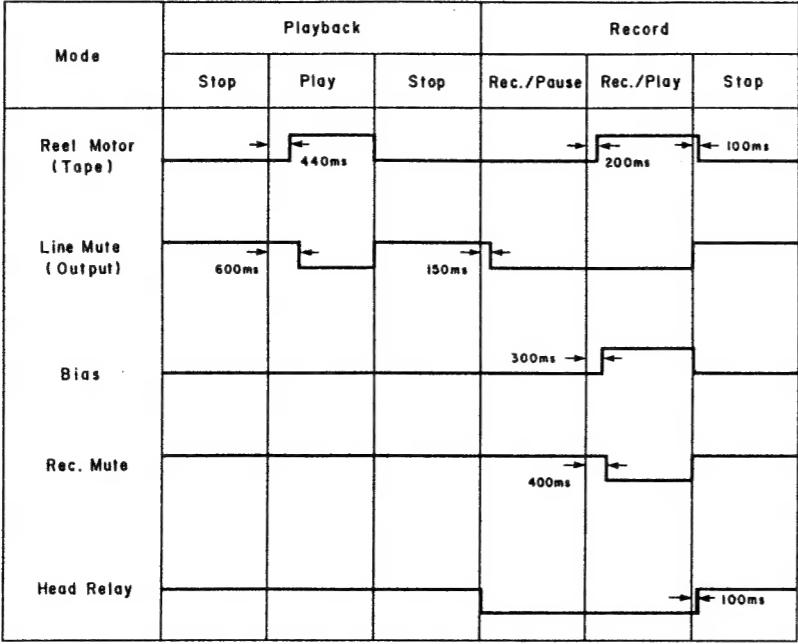 Mode
Playback
Record
Stop
Play
Stop
Rec./Pause
Rec./Play
Stop
Reel Motor
(Tape)
440ms
200ms
100ms
Line Mute
(Output)
600ms
150ms
Bias
300ms
Rec. Mute
400ms
Head Relay
100ms